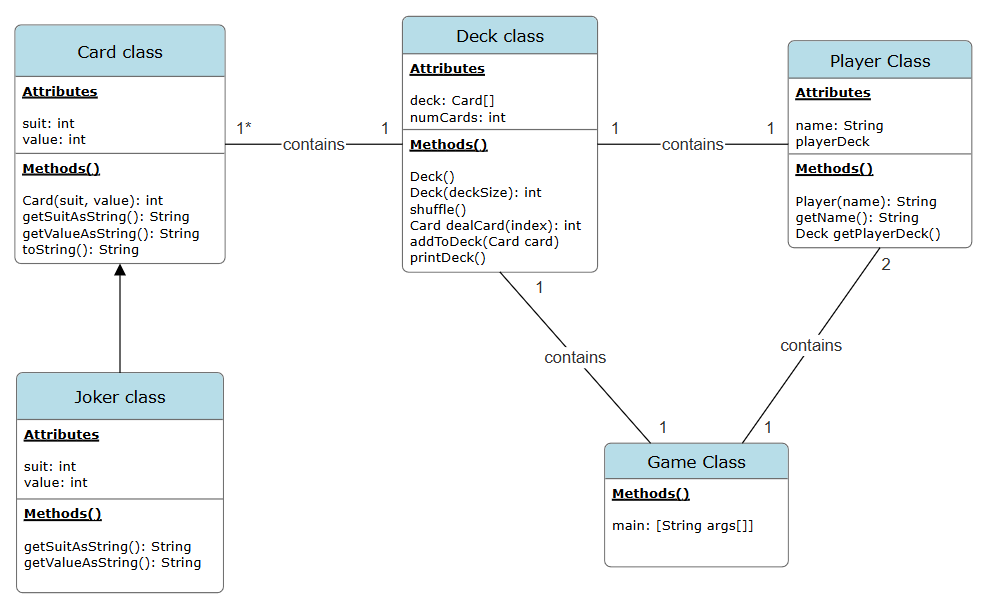 Card class
Attributes
suit: int
value: int
Methods()
Card(suit, value): int
getSuitAsString(): String
getValueAsString(): String
toString(): String
1*
contains
1
Deck class
Attributes
deck: Card[]
numCards: int
Methods()
Deck()
Deck(deckSize): int
shuffle()
Card dealCard(index): int
addToDeck(Card card)
printDeck()
1
contains
1
Player Class
Attributes
name: String
playerDeck
Methods()
Player(name): String
getName(): String
Deck getPlayerDeck()
1
contains
1
2
contains
1
Joker class
Attributes
suit: int
value: int
Methods()
getSuitAsString(): String
getValueAsString(): String
Game Class
Methods()
main: [String args[]]